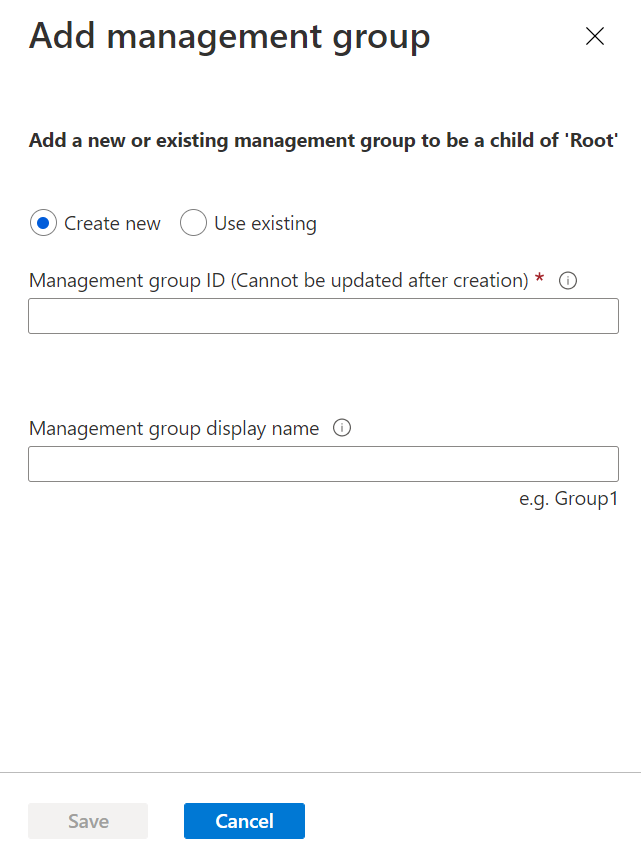 Add management group
Add a new or existing management group to be a child of 'Root'
Create new Use existing
Management group ID (Cannot be updated after creation) *
Management group display name
e.g. Group1
Save Cancel